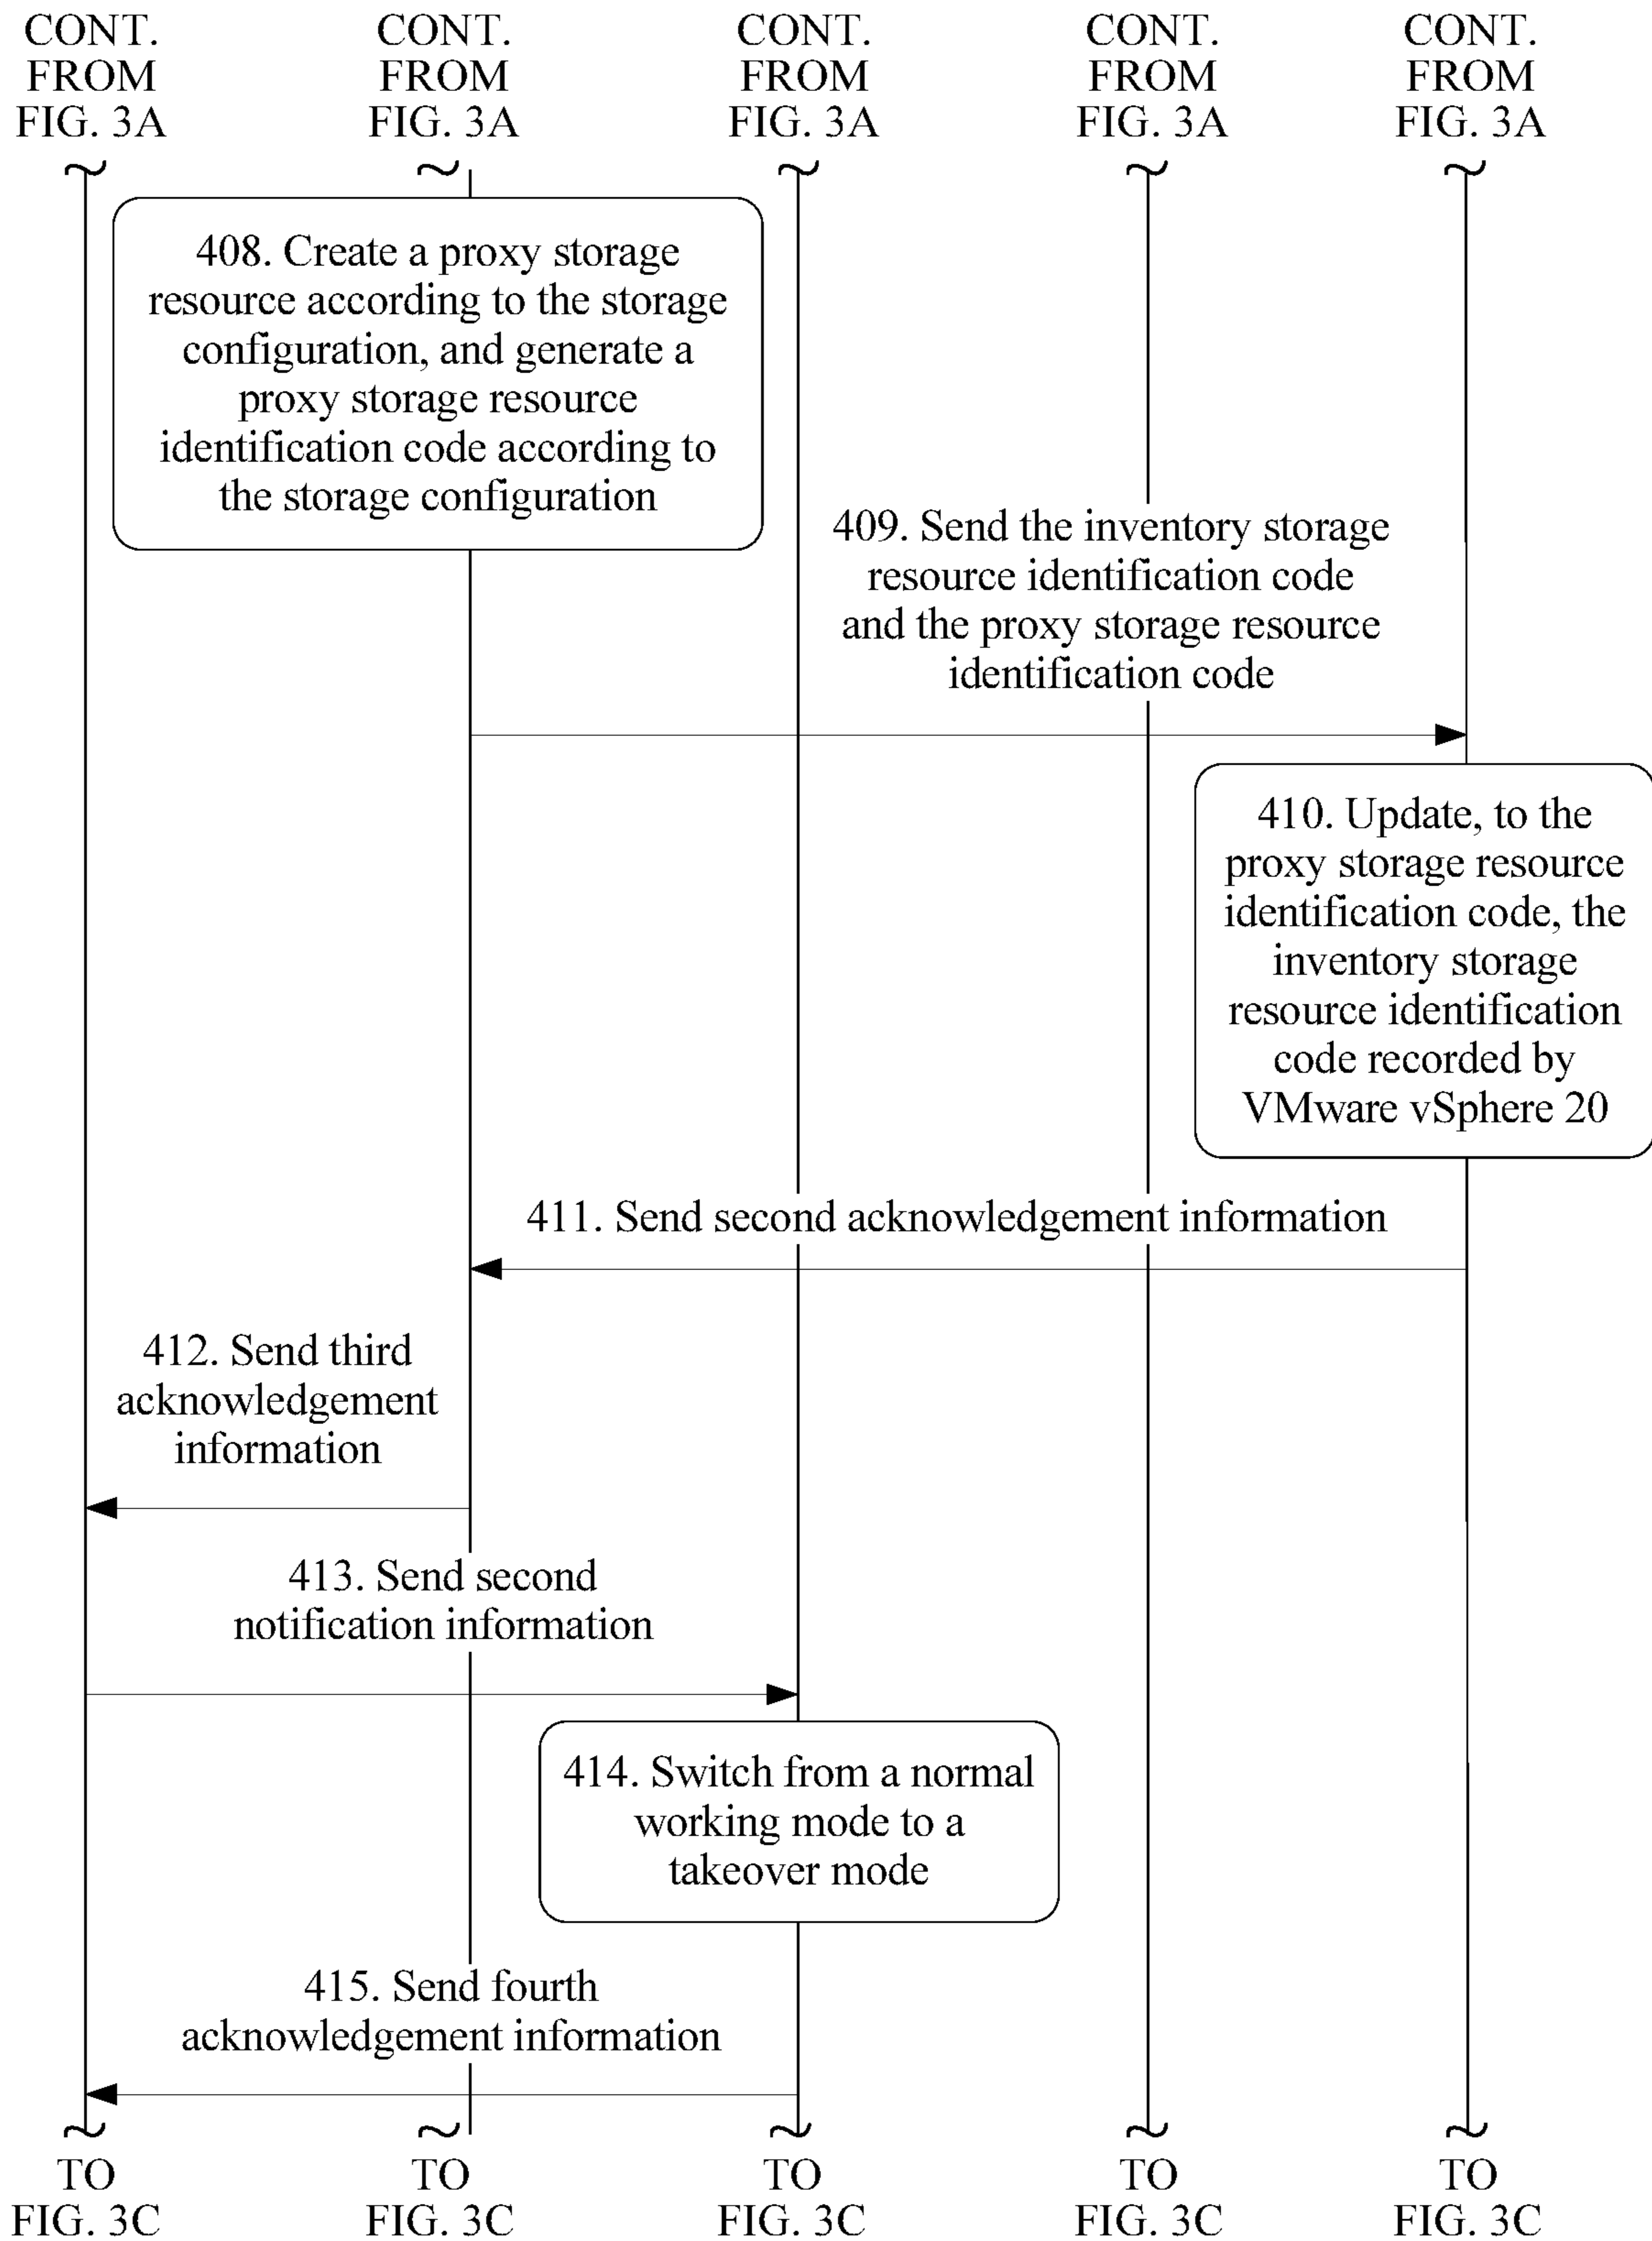 CONT.
FROM
FIG. 3A
CONT.
FROM
FIG. 3A
CONT.
FROM
FIG. 3A
CONT.
FROM
FIG. 3A
CONT.
FROM
FIG. 3A
408. Create a proxy storage
resource according to the storage
configuration, and generate a
proxy storage resource
identification code according to
the storage configuration
409. Send the inventory storage
resource identification code
and the proxy storage resource
identification code
410. Update, to the
proxy storage resource
identification code, the
inventory storage
resource identification
code recorded by
VMware vSphere 20
411. Send second acknowledgement information
412. Send third
acknowledgement
information
413. Send second
notification information
414. Switch from a normal
working mode to a
takeover mode
415. Send fourth
acknowledgement information
TO
FIG. 3C
TO
FIG. 3C
TO
FIG. 3C
TO
FIG. 3C
TO
FIG. 3C